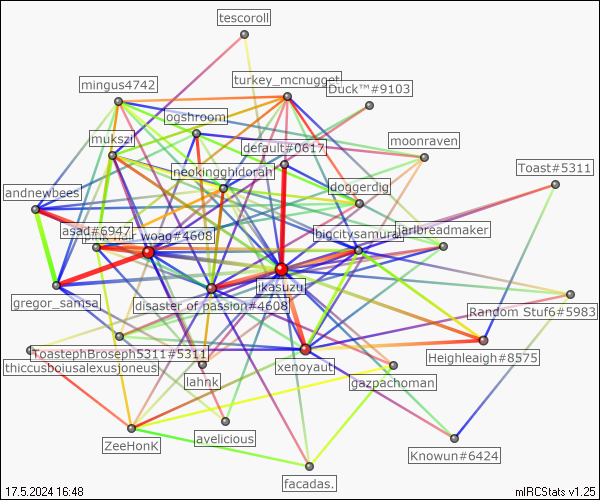 tescoroll
mingus4742
turkey_mcnugget
Duck™#9103
ogshroom
mukszi
default#0617
moonraven
neokingghidorah
Toast#5311
andnewbees
doggerdig
asad#6947
woag#4608
bigcitysamurai
jarlbreadmaker
ikasuzu
gregor_samsa
disaster of passion#4608
Random Stuf6#5983
ToastephBroseph5311#5311
Heighleaigh#8575
thiccusboiusalexusjoneus
xenoyaut
lahnk
gazpachoman
ZeeHonK
avelicious
Knowun#6424
facadas.
17.5.2024 16:48
mIRCStats v1.25